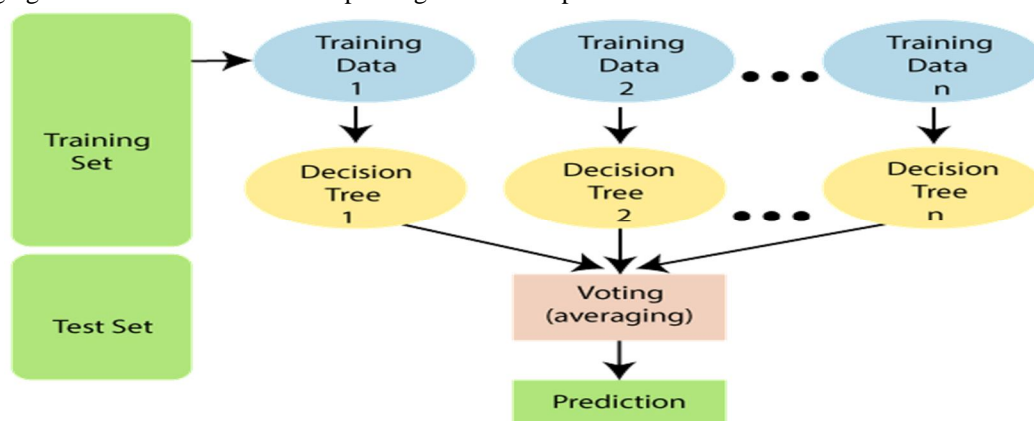 Training
Set
Test Set
Training
Data
1
Training
Data
2
Training
Data
n
Decision
Tree
1
Decision
Tree
2
Decision
Tree
n
Voting
(averaging)
Prediction